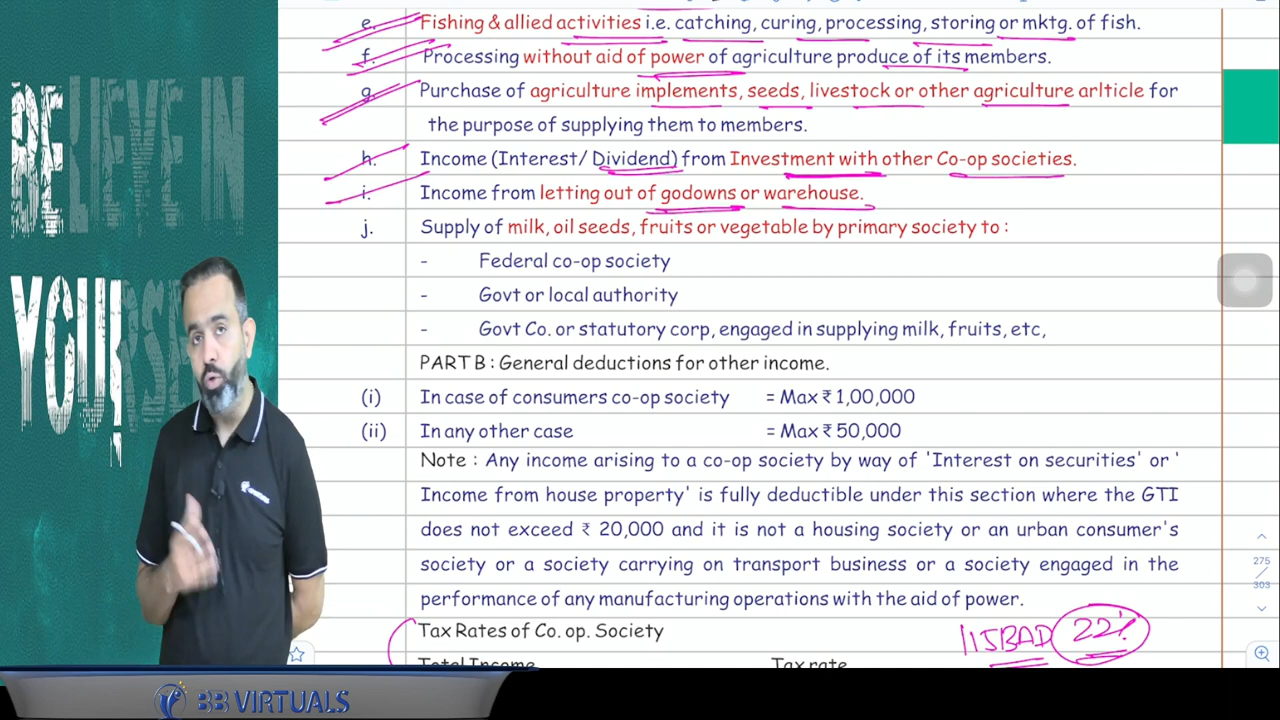 BELIEVE IN
YOURSE
e. Fishing & allied activities i.e. catching, curing, processing, storing or mktg. of fish.
f. Processing without aid of power of agriculture produce of its members.
g. Purchase of agriculture implements, seeds, livestock or other agriculture arlticle for
the purpose of supplying them to members.
h. Income (Interest/ Dividend) from Investment with other Co-op societies.
i. Income from letting out of godowns or warehouse.
j. Supply of milk, oil seeds, fruits or vegetable by primary society to :
- Federal co-op society
- Govt or local authority
- Govt Co. or statutory corp, engaged in supplying milk, fruits, etc,
PART B : General deductions for other income.
(i) In case of consumers co-op society = Max ₹ 1,00,000
(ii) In any other case = Max ₹ 50,000
Note : Any income arising to a co-op society by way of 'Interest on securities' or '
Income from house property' is fully deductible under this section where the GTI
does not exceed ₹ 20,000 and it is not a housing society or an urban consumer's
society or a society carrying on transport business or a society engaged in the
performance of any manufacturing operations with the aid of power.
Tax Rates of Co. op. Society 115BAD 22%
Total Income Tax rate
275
303
BB VIRTUALS